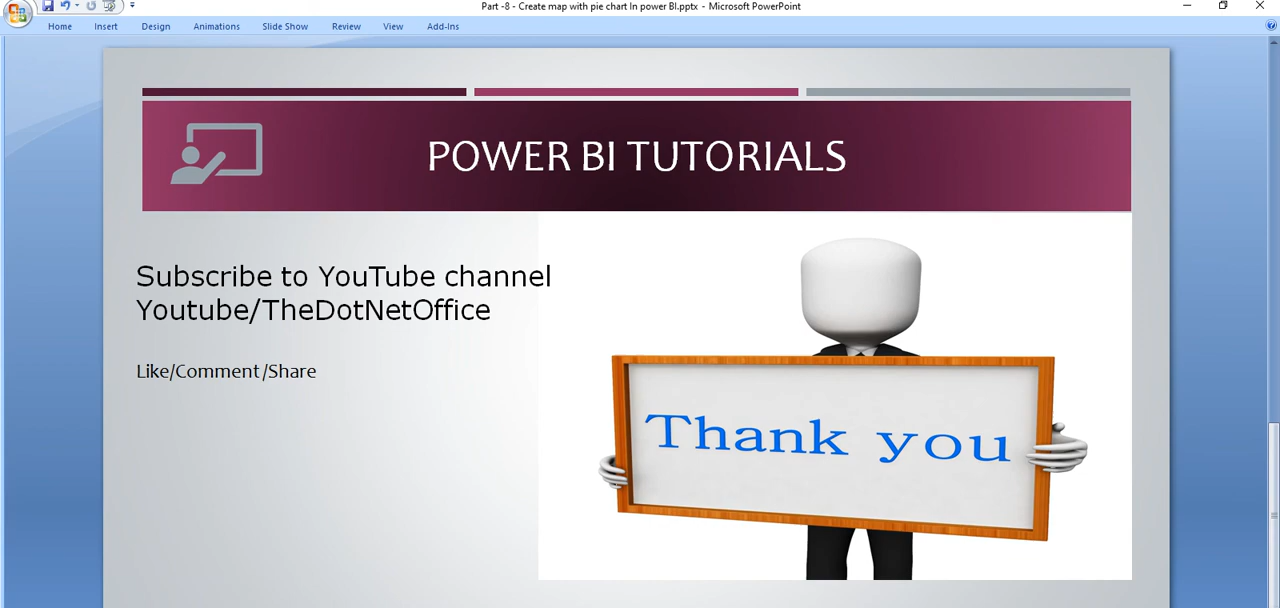 Part -8 - Create map with pie chart In power BI.pptx - Microsoft PowerPoint
Home Insert Design Animations Slide Show Review View Add-Ins
POWER BI TUTORIALS
Subscribe to YouTube channel
Youtube/TheDotNetOffice
Like/Comment/Share
Thank you